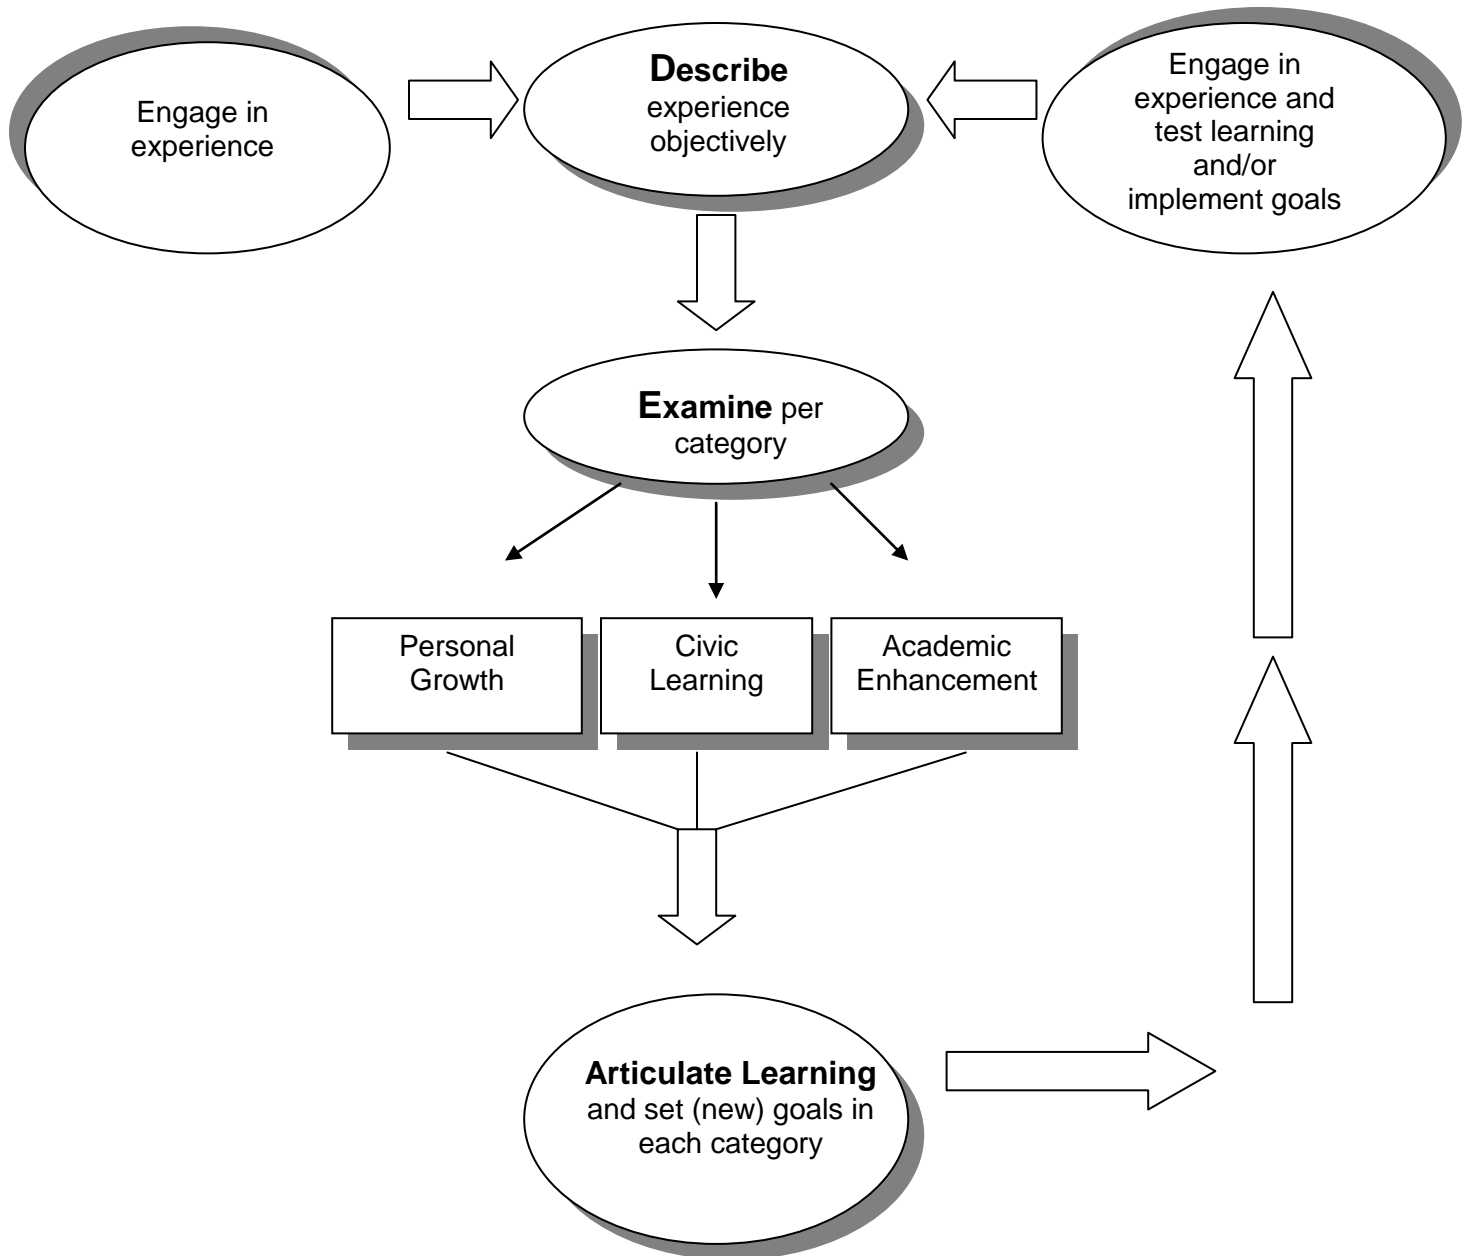 Engage in
experience
Describe
experience
objectively
Engage in
experience and
test learning
and/or
implement goals
Examine per
category
Personal
Growth
Civic
Learning
Academic
Enhancement
Articulate Learning
and set (new) goals in
each category